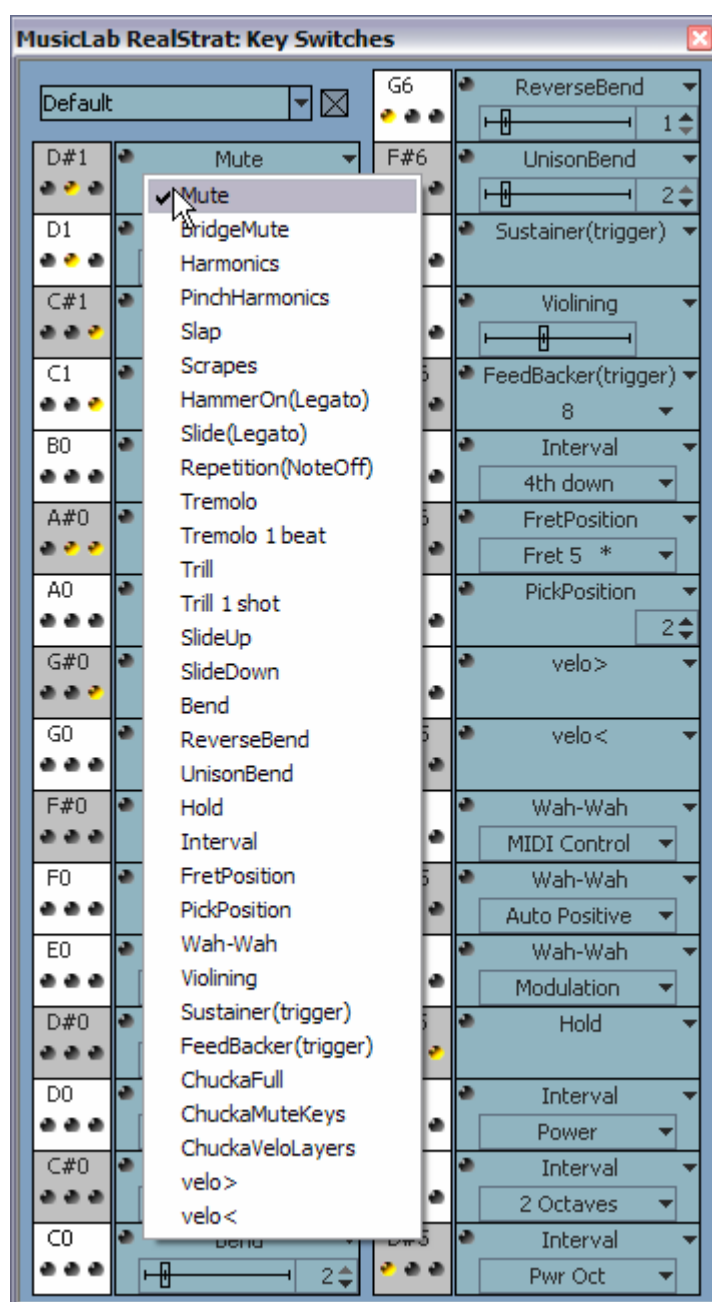 MusicLab RealStrat: Key Switches
Default
D#1
Mute
D1
C#1
C1
B0
A#0
A0
G#0
G0
F#0
F0
E0
D#0
D0
C#0
C0
2
Mute
BridgeMute
Harmonics
PinchHarmonics
Slap
Scrapes
HammerOn(Legato)
Slide(Legato)
Repetition(NoteOff)
Tremolo
Tremolo 1 beat
Trill
Trill 1 shot
SlideUp
SlideDown
Bend
ReverseBend
UnisonBend
Hold
Interval
FretPosition
PickPosition
Wah-Wah
Violining
Sustainer(trigger)
FeedBacker(trigger)
ChuckaFull
ChuckaMuteKeys
ChuckaVeloLayers
velo>
velo<
G6
ReverseBend
1
F#6
UnisonBend
2
Sustainer(trigger)
Violining
FeedBacker(trigger)
8
Interval
4th down
FretPosition
Fret 5 *
PickPosition
2
velo>
velo<
Wah-Wah
MIDI Control
Wah-Wah
Auto Positive
Wah-Wah
Modulation
Hold
Interval
Power
Interval
2 Octaves
Interval
Pwr Oct